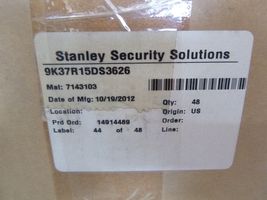 Stanley Security Solutions
9K37R15DS3626
Mat: 7143103
Date of Mfg: 10/19/2012 Qty: 48
Location: Origin: US
Prd Ord: 14914489 Order:
Label: 44 of 48 Line: